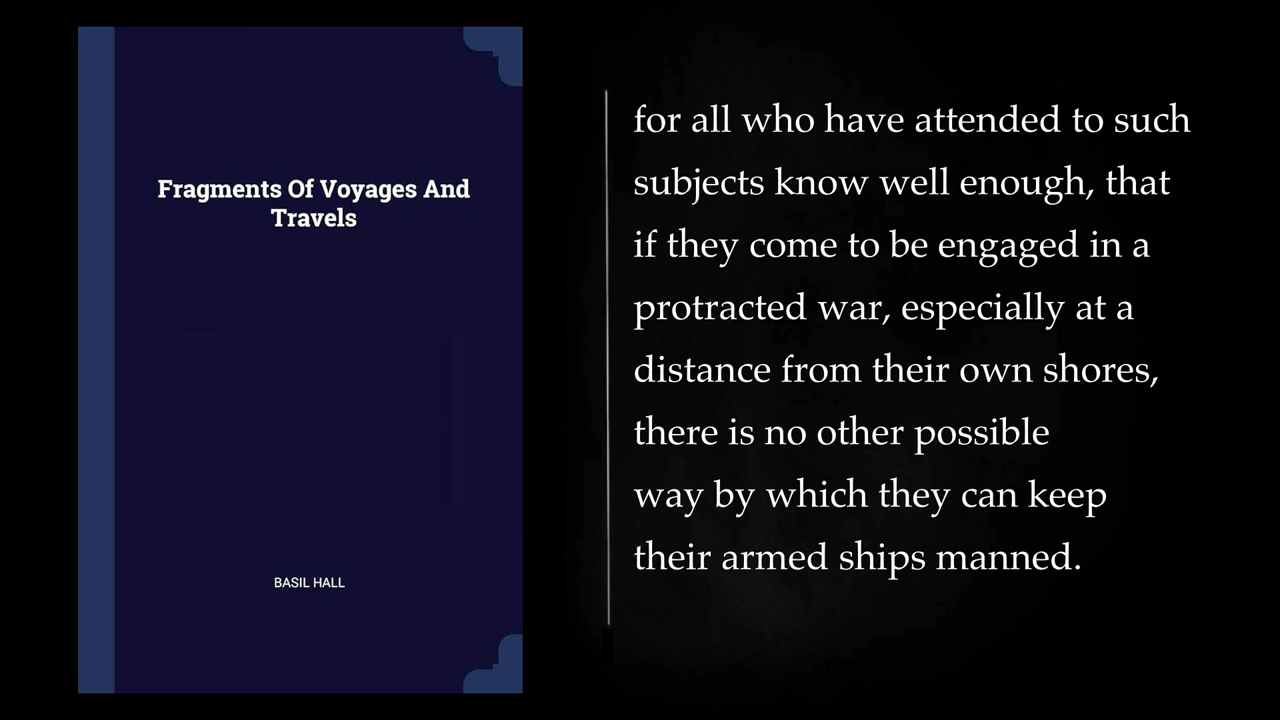 Fragments Of Voyages And
Travels
BASIL HALL
for all who have attended to such
subjects know well enough, that
if they come to be engaged in a
protracted war, especially at a
distance from their own shores,
there is no other possible
way by which they can keep
their armed ships manned.